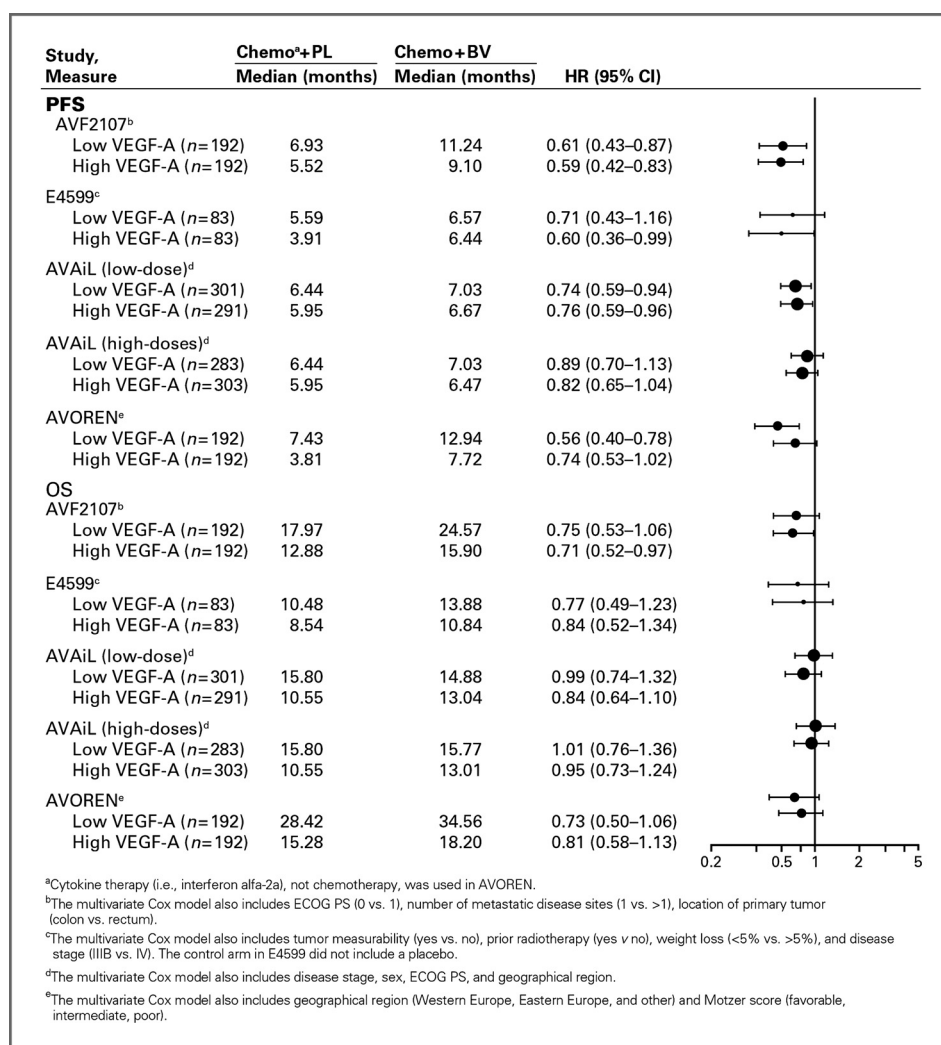 Study, Measure Chemoᵃ+PL Median (months) Chemo+BV Median (months) HR (95% CI)
PFS
AVF2107ᵇ
Low VEGF-A (n=192) 6.93 11.24 0.61 (0.43–0.87)
High VEGF-A (n=192) 5.52 9.10 0.59 (0.42–0.83)
E4599ᶜ
Low VEGF-A (n=83) 5.59 6.57 0.71 (0.43–1.16)
High VEGF-A (n=83) 3.91 6.44 0.60 (0.36–0.99)
AVAiL (low-dose)ᵈ
Low VEGF-A (n=301) 6.44 7.03 0.74 (0.59–0.94)
High VEGF-A (n=291) 5.95 6.67 0.76 (0.59–0.96)
AVAiL (high-doses)ᵈ
Low VEGF-A (n=283) 6.44 7.03 0.89 (0.70–1.13)
High VEGF-A (n=303) 5.95 6.47 0.82 (0.65–1.04)
AVORENᵉ
Low VEGF-A (n=192) 7.43 12.94 0.56 (0.40–0.78)
High VEGF-A (n=192) 3.81 7.72 0.74 (0.53–1.02)
OS
AVF2107ᵇ
Low VEGF-A (n=192) 17.97 24.57 0.75 (0.53–1.06)
High VEGF-A (n=192) 12.88 15.90 0.71 (0.52–0.97)
E4599ᶜ
Low VEGF-A (n=83) 10.48 13.88 0.77 (0.49–1.23)
High VEGF-A (n=83) 8.54 10.84 0.84 (0.52–1.34)
AVAiL (low-dose)ᵈ
Low VEGF-A (n=301) 15.80 14.88 0.99 (0.74–1.32)
High VEGF-A (n=291) 10.55 13.04 0.84 (0.64–1.10)
AVAiL (high-doses)ᵈ
Low VEGF-A (n=283) 15.80 15.77 1.01 (0.76–1.36)
High VEGF-A (n=303) 10.55 13.01 0.95 (0.73–1.24)
AVORENᵉ
Low VEGF-A (n=192) 28.42 34.56 0.73 (0.50–1.06)
High VEGF-A (n=192) 15.28 18.20 0.81 (0.58–1.13)
0.2 0.5 1 2 5
ᵃCytokine therapy (i.e., interferon alfa-2a), not chemotherapy, was used in AVOREN.
ᵇThe multivariate Cox model also includes ECOG PS (0 vs. 1), number of metastatic disease sites (1 vs. >1), location of primary tumor
(colon vs. rectum).
ᶜThe multivariate Cox model also includes tumor measurability (yes vs. no), prior radiotherapy (yes v no), weight loss (<5% vs. >5%), and disease
stage (IIIB vs. IV). The control arm in E4599 did not include a placebo.
ᵈThe multivariate Cox model also includes disease stage, sex, ECOG PS, and geographical region.
ᵉThe multivariate Cox model also includes geographical region (Western Europe, Eastern Europe, and other) and Motzer score (favorable,
intermediate, poor).